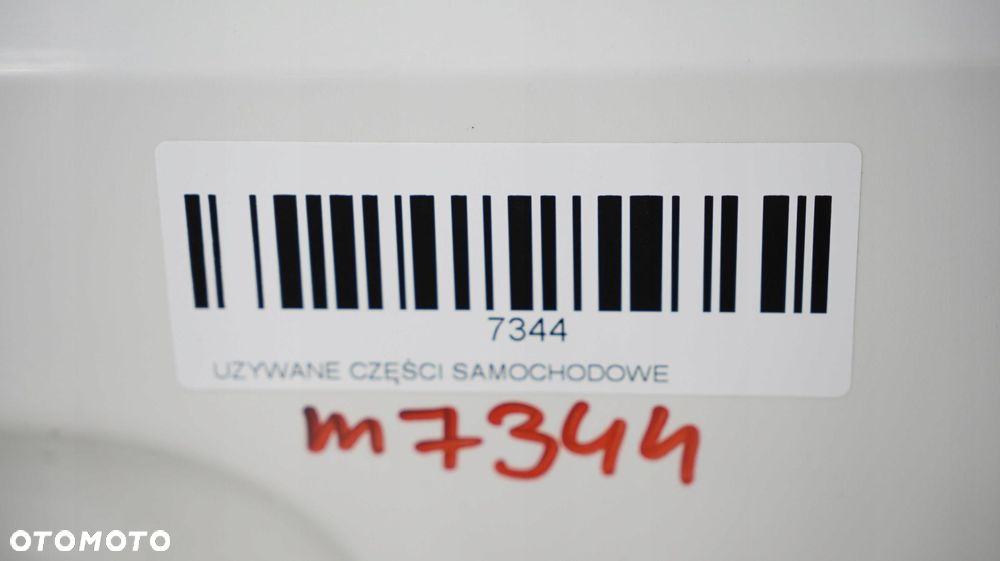 7344
UZYWANE CZĘŚCI SAMOCHODOWE
m7344
OTOMOTO